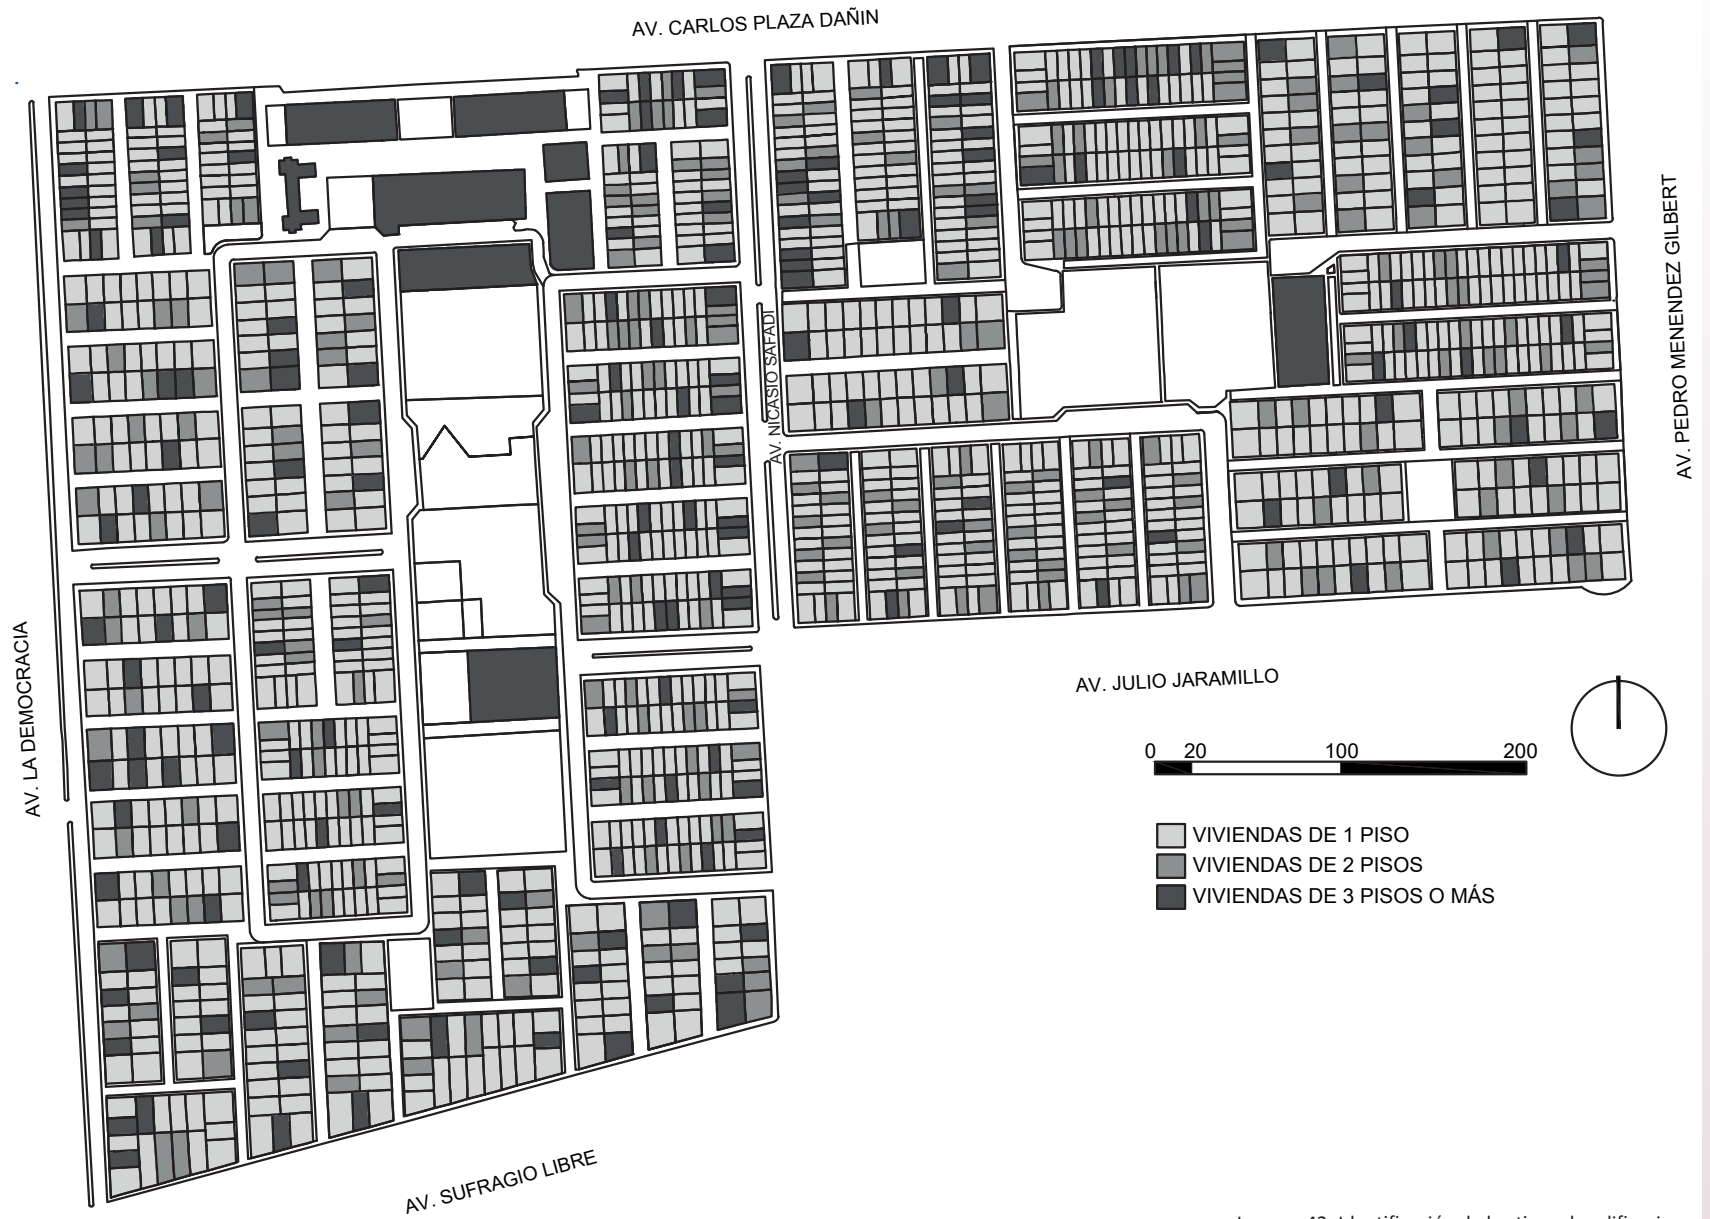 AV. CARLOS PLAZA DAÑIN
AV. NICASIO SAFADI
AV. PEDRO MENENDEZ GILBERT
AV. LA DEMOCRACIA
AV. JULIO JARAMILLO
0 20 100 200
VIVIENDAS DE 1 PISO
VIVIENDAS DE 2 PISOS
VIVIENDAS DE 3 PISOS O MÁS
AV. SUFRAGIO LIBRE